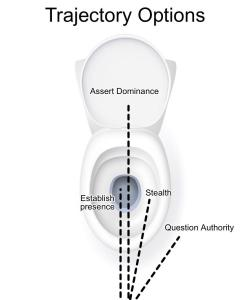 Trajectory Options
Assert Dominance
Establish
presence
Stealth
Question Authority